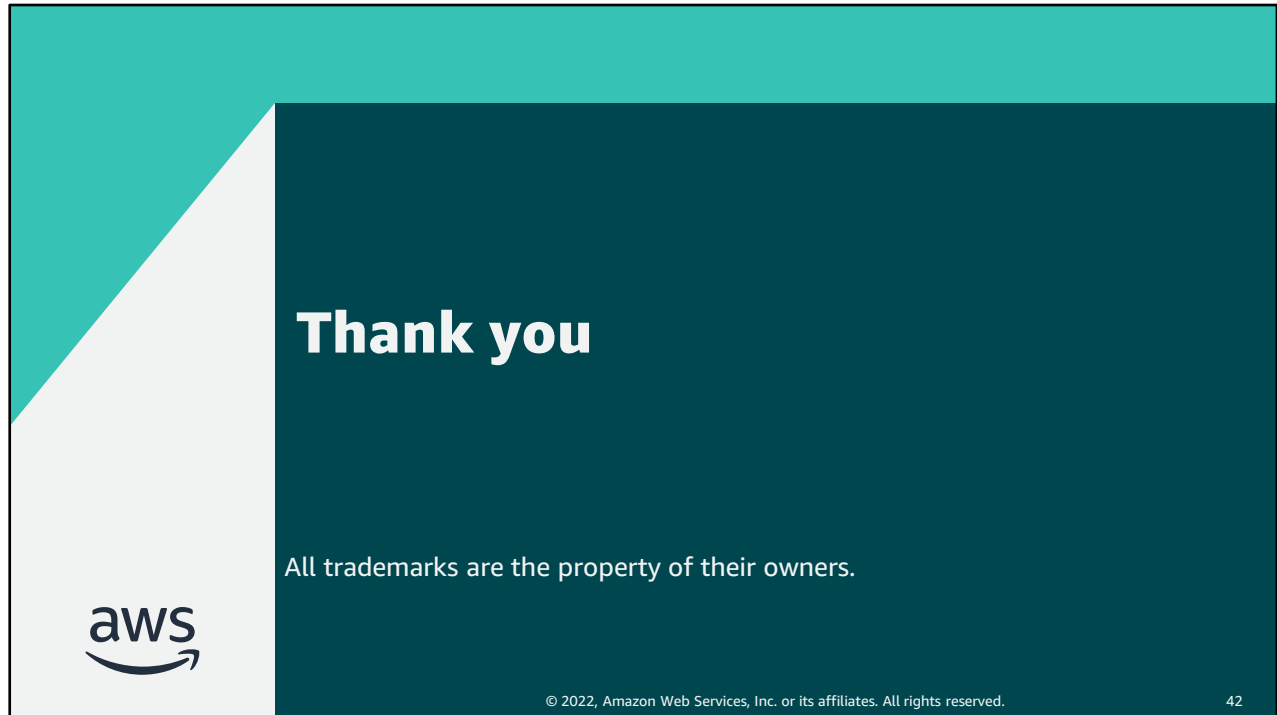 Thank you
All trademarks are the property of their owners.
aws
© 2022, Amazon Web Services, Inc. or its affiliates. All rights reserved.
42